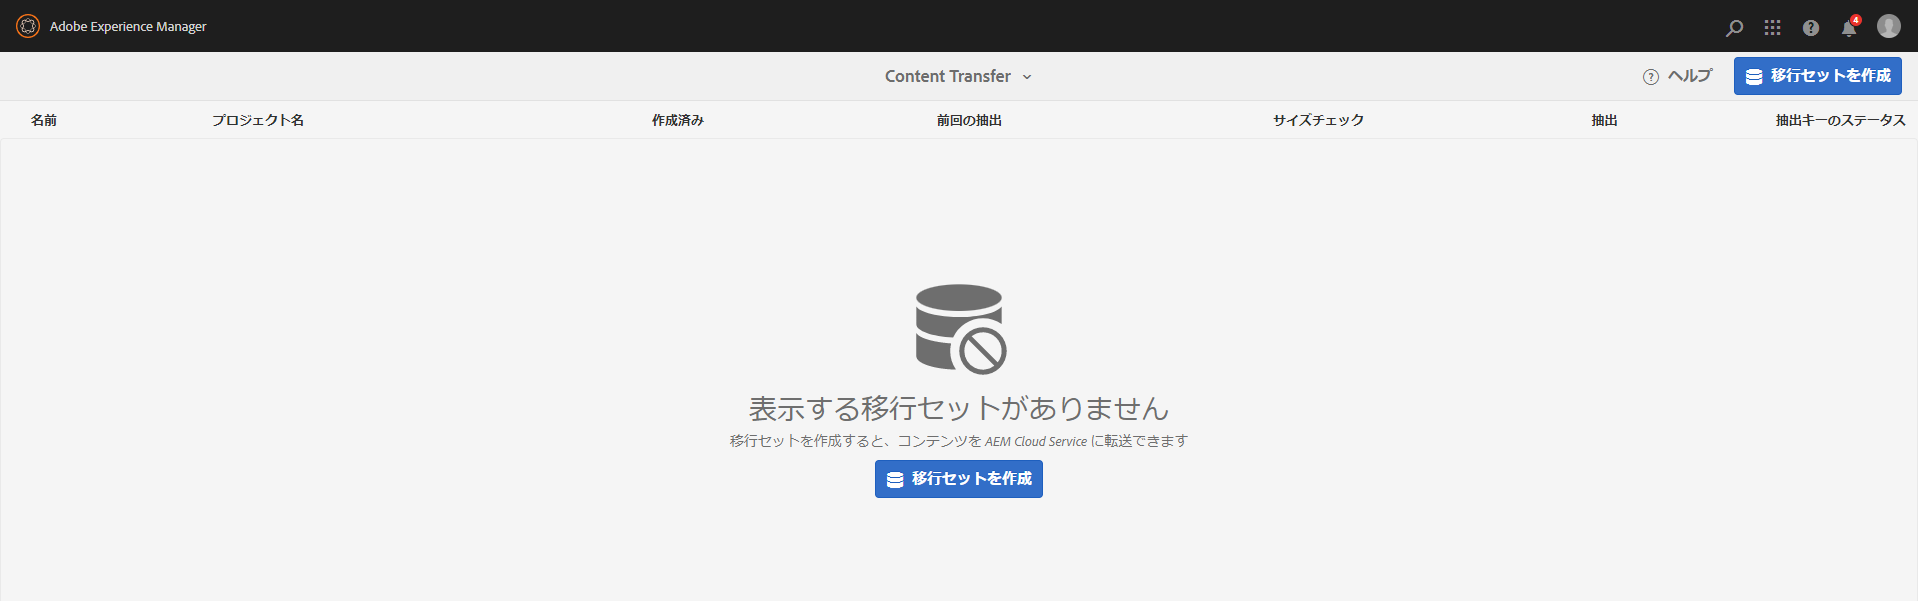 Adobe Experience Manager
4
Content Transfer
ヘルプ
移行セットを作成
名前 プロジェクト名 作成済み 前回の抽出 サイズチェック 抽出 抽出キーのステータス
表示する移行セットがありません
移行セットを作成すると、コンテンツを AEM Cloud Service に転送できます
移行セットを作成